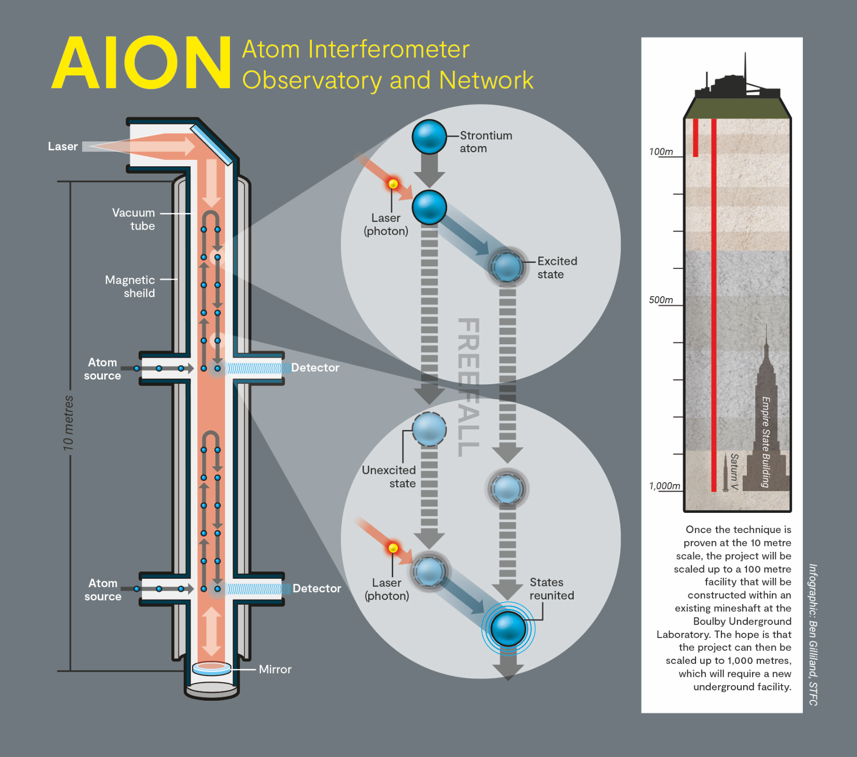 AION
Atom Interferometer
Observatory and Network
Laser
Vacuum
tube
Magnetic
sheild
Atom
source
Detector
10 metres
Atom
source
Detector
Mirror
Strontium
atom
Laser
(photon)
Excited
state
FREEFALL
Unexcited
state
Laser
(photon)
States
reunited
100m
500m
1,000m
Saturn V
Empire State Building
Once the technique is
proven at the 10 metre
scale, the project will be
scaled up to a 100 metre
facility that will be
constructed within an
existing mineshaft at the
Boulby Underground
Laboratory. The hope is that
the project can then be
scaled up to 1,000 metres,
which will require a new
underground facility.
Infographic: Ben Gilliland, STFC